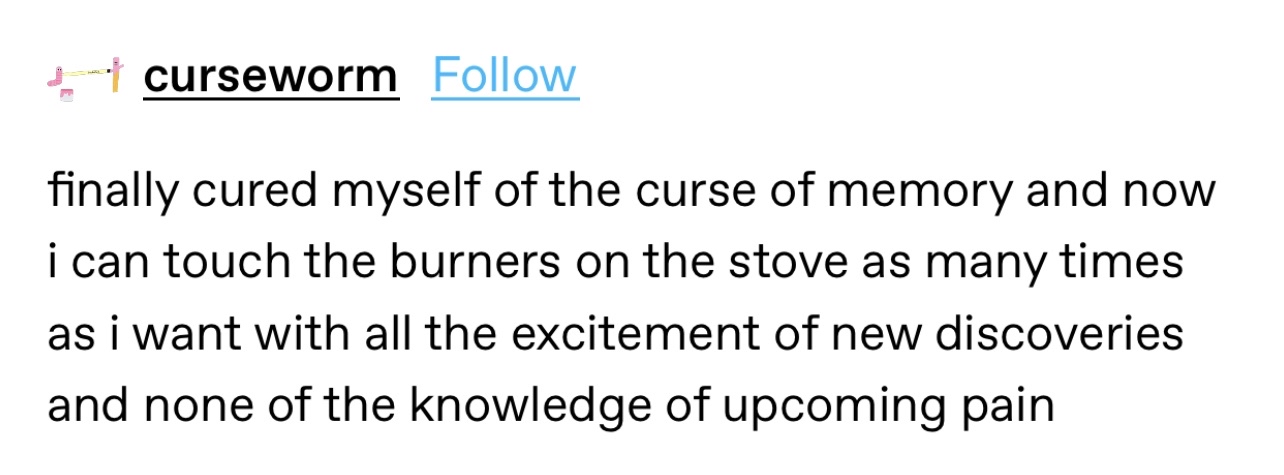 curseworm Follow
finally cured myself of the curse of memory and now
i can touch the burners on the stove as many times
as i want with all the excitement of new discoveries
and none of the knowledge of upcoming pain